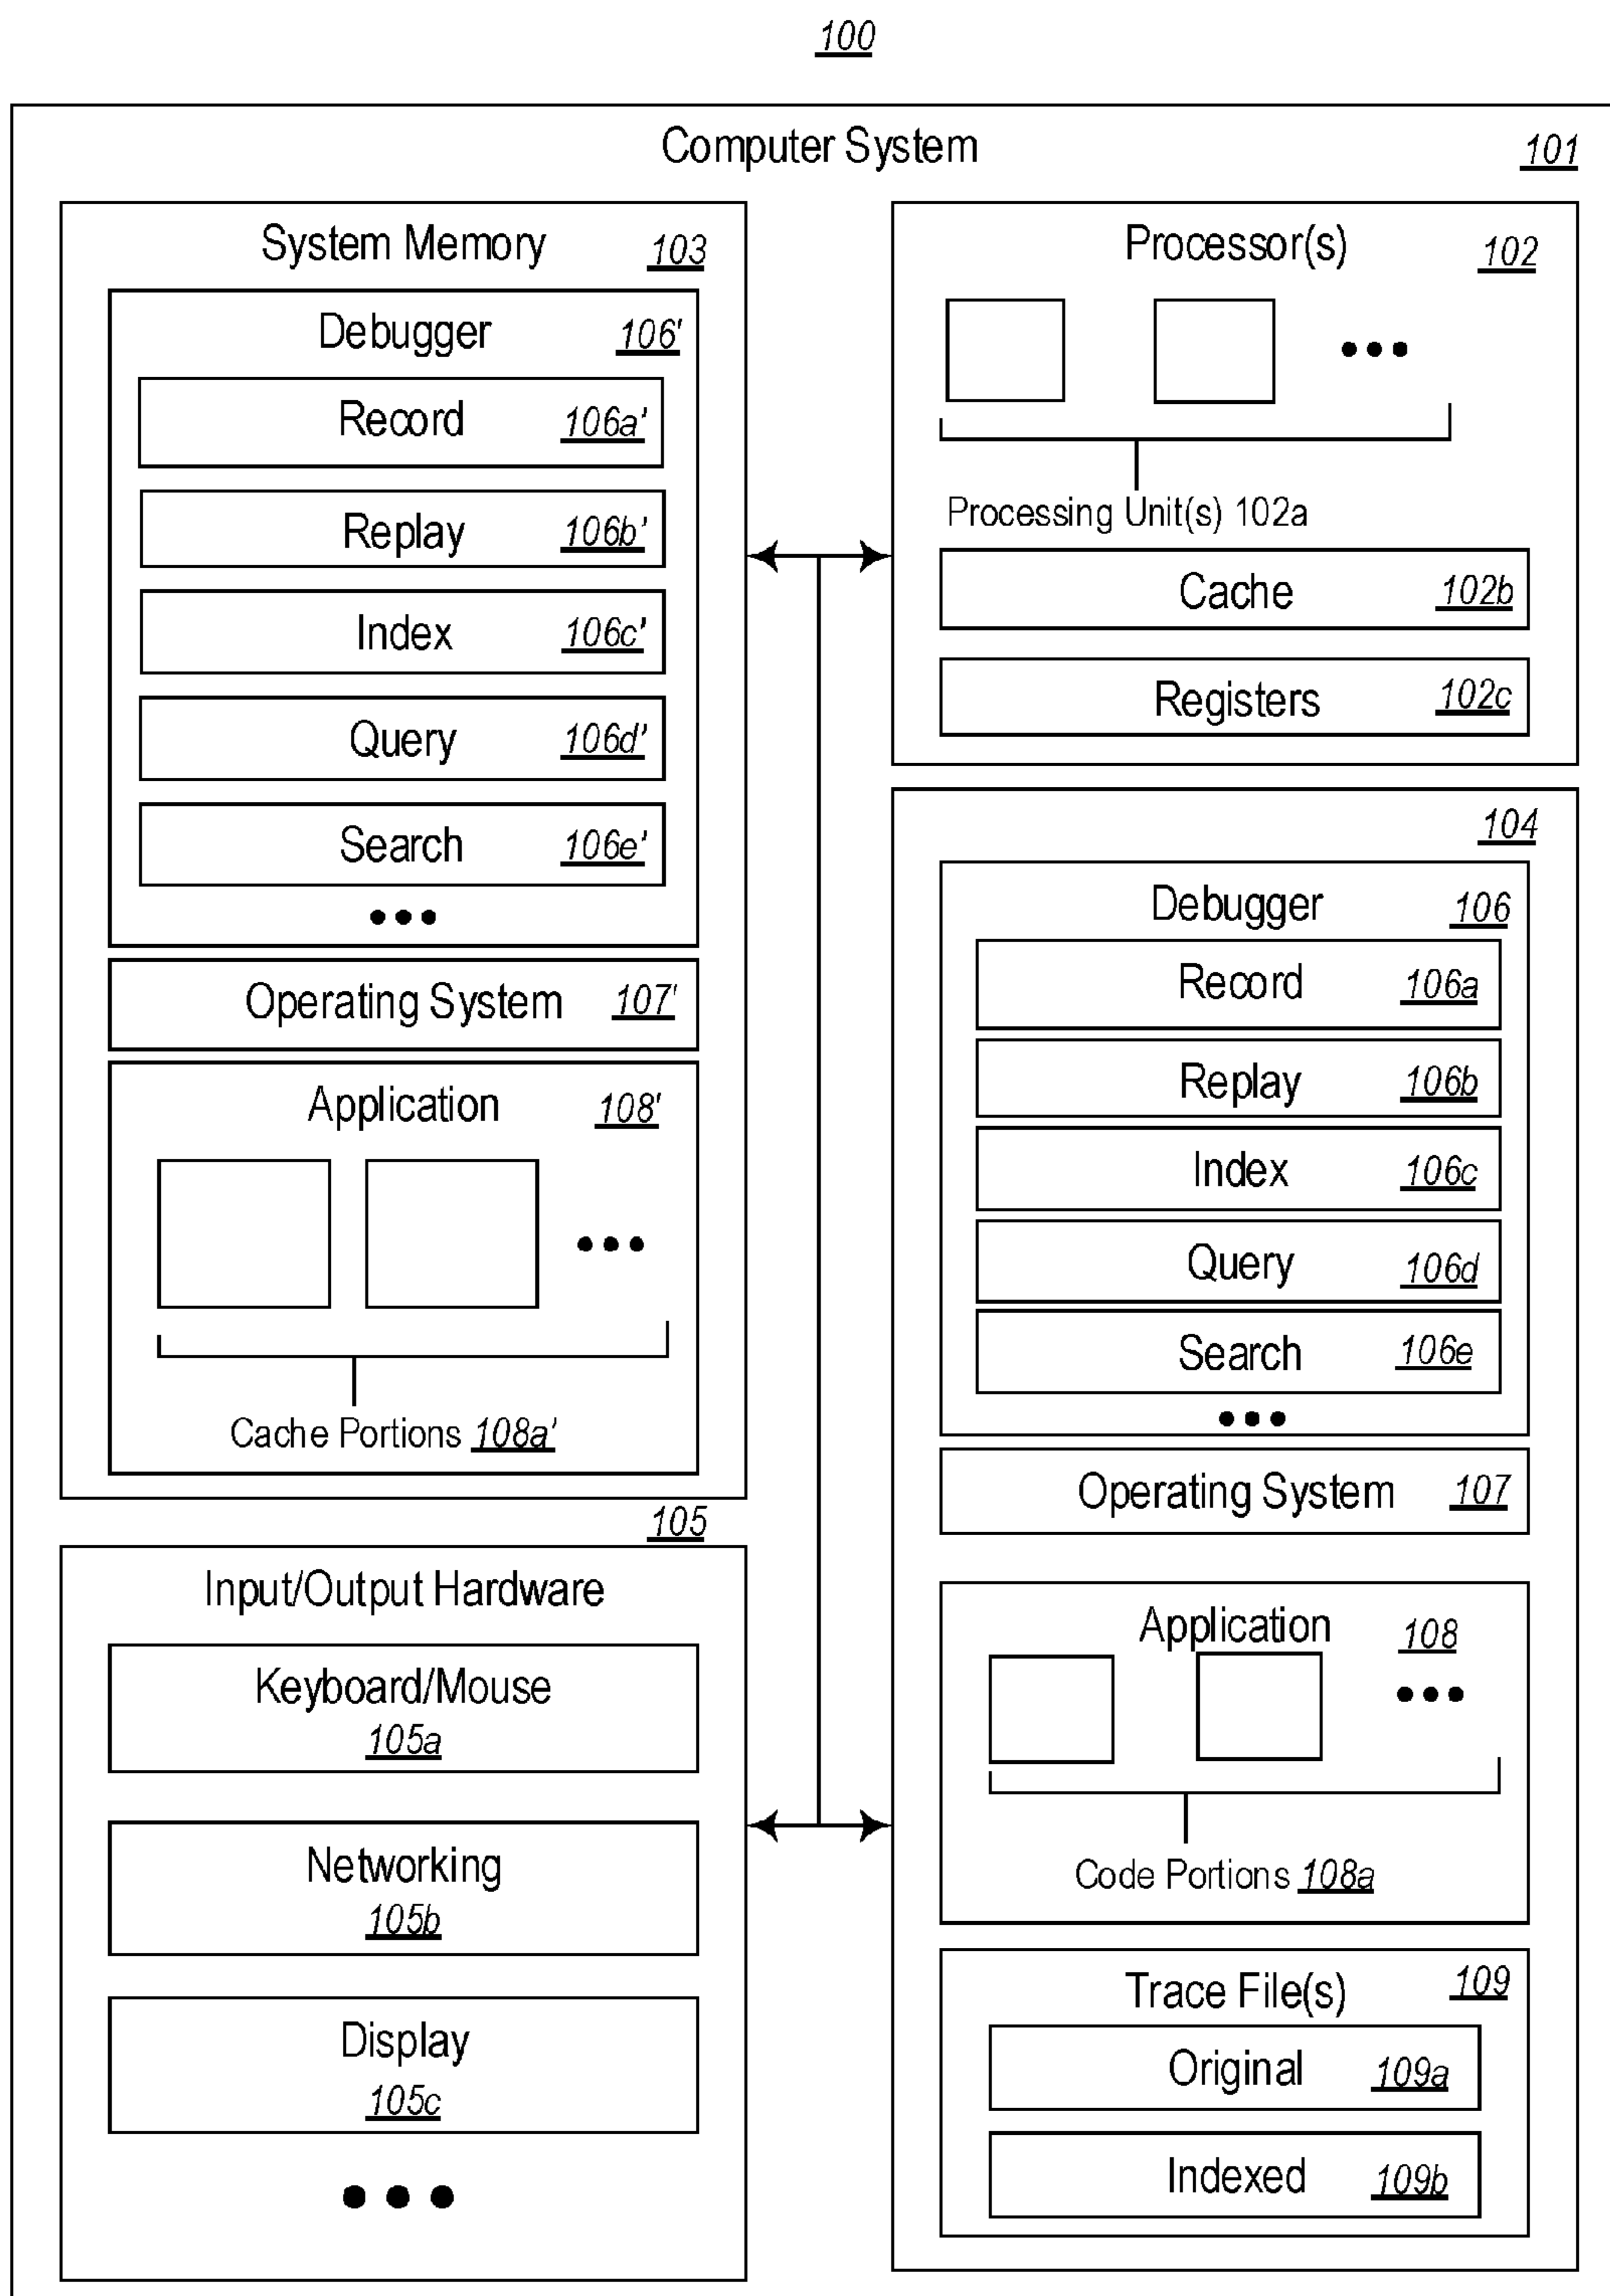 100
Computer System 101
System Memory 103
Debugger 106'
Record 106a'
Replay 106b'
Index 106c'
Query 106d'
Search 106e'
Operating System 107'
Application 108'
Cache Portions 108a'
105
Input/Output Hardware
Keyboard/Mouse
105a
Networking
105b
Display
105c
Processor(s) 102
Processing Unit(s) 102a
Cache 102b
Registers 102c
104
Debugger 106
Record 106a
Replay 106b
Index 106c
Query 106d
Search 106e
Operating System 107
Application 108
Code Portions 108a
Trace File(s) 109
Original 109a
Indexed 109b